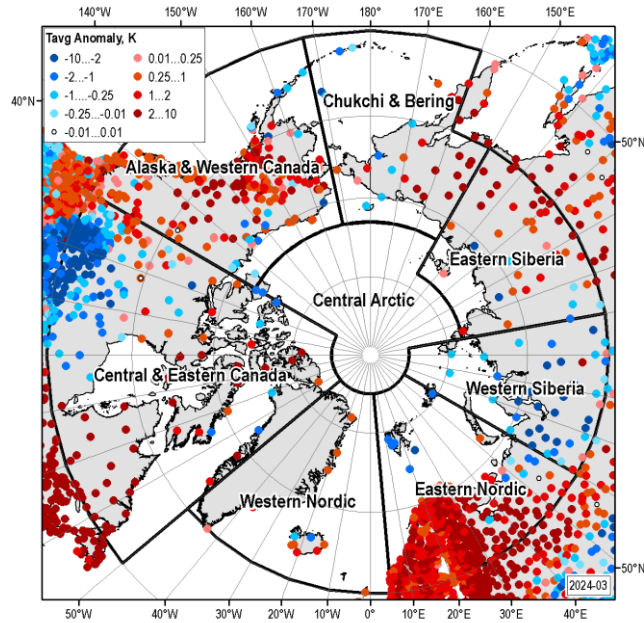 140°W 150°W 160°W 170°W 180° 170°E 160°E 150°E
Tavg Anomaly, K
-10...-2 0.01...0.25
-2...-1 0.25...1
-1...-0.25 1...2
-0.25...-0.01 2...10
-0.01...0.01
40°N
50°N
Chukchi & Bering
Alaska & Western Canada
Eastern Siberia
Central Arctic
Central & Eastern Canada
Western Siberia
Western Nordic
Eastern Nordic
2024-03
50°N
50°W 40°W 30°W 20°W 10°W 0° 10°E 20°E 30°E 40°E